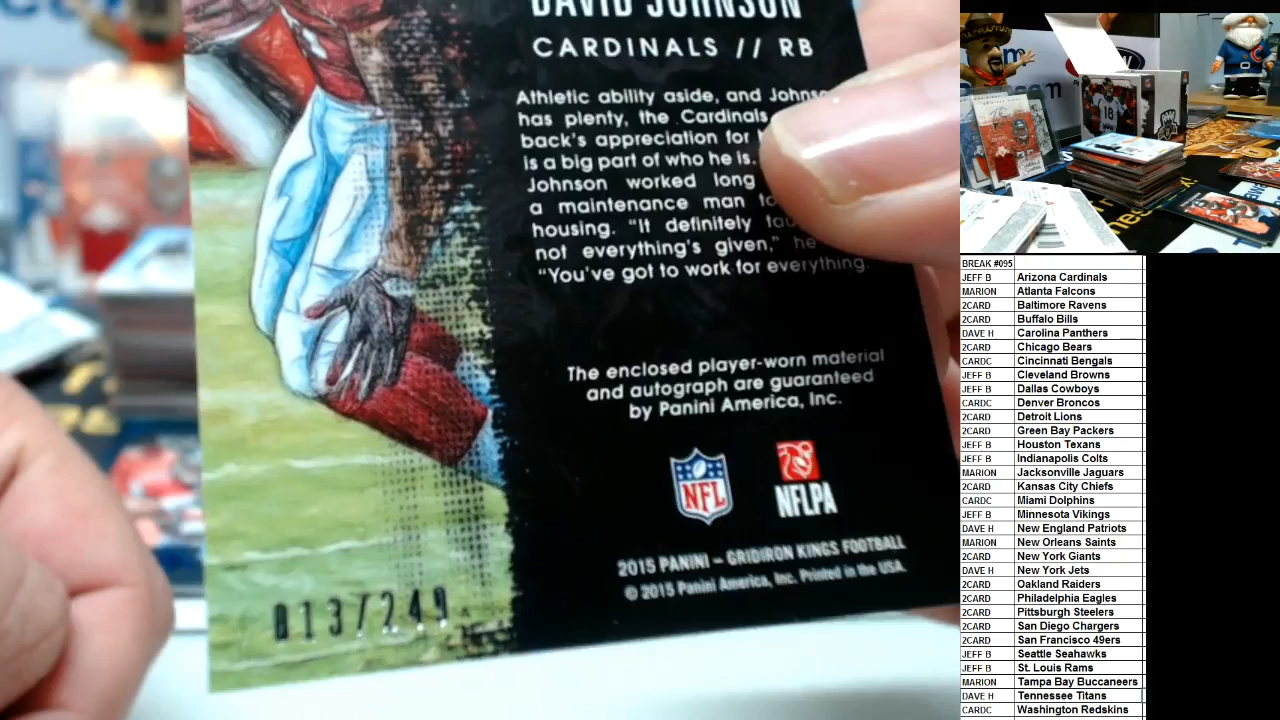 DAVID JOHNSON
CARDINALS // RB
Athletic ability aside, and
has plenty, the Cardinals
back's appreciation for
is a big part of who he is.
Johnson worked long
a maintenance man
housing. "It definitely
not everything's given," he
"You've got to work for everything.
The enclosed player-worn material
and autograph are guaranteed
by Panini America, Inc.
NFL
NFLPA
2015 PANINI – GRIDIRON KINGS FOOTBALL
© 2015 Panini America, Inc. Printed in the USA.
013/249
18
BREAK #095
JEFF B Arizona Cardinals
MARION Atlanta Falcons
2CARD Baltimore Ravens
2CARD Buffalo Bills
DAVE H Carolina Panthers
2CARD Chicago Bears
CARDC Cincinnati Bengals
JEFF B Cleveland Browns
JEFF B Dallas Cowboys
CARDC Denver Broncos
2CARD Detroit Lions
2CARD Green Bay Packers
JEFF B Houston Texans
JEFF B Indianapolis Colts
MARION Jacksonville Jaguars
2CARD Kansas City Chiefs
CARDC Miami Dolphins
JEFF B Minnesota Vikings
DAVE H New England Patriots
MARION New Orleans Saints
2CARD New York Giants
DAVE H New York Jets
2CARD Oakland Raiders
2CARD Philadelphia Eagles
2CARD Pittsburgh Steelers
2CARD San Diego Chargers
2CARD San Francisco 49ers
JEFF B Seattle Seahawks
JEFF B St. Louis Rams
MARION Tampa Bay Buccaneers
DAVE H Tennessee Titans
CARDC Washington Redskins